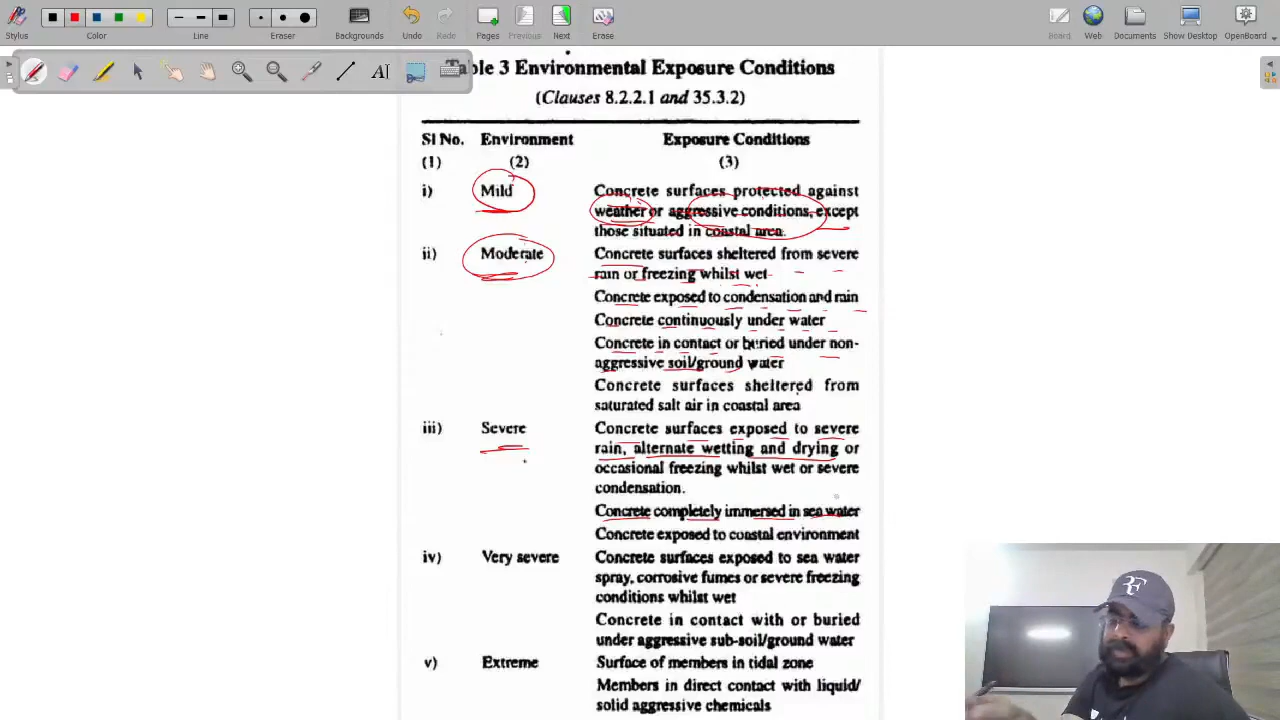 Stylus
Color
Line
Eraser
Backgrounds
Undo
Redo
Pages
Previous
Next
Erase
Board
Web
Documents
Show Desktop
OpenBoard
ble 3 Environmental Exposure Conditions
(Clauses 8.2.2.1 and 35.3.2)
Sl No. Environment Exposure Conditions
(1) (2) (3)
i) Mild Concrete surfaces protected against
weather or aggressive conditions, except
those situated in coastal area.
ii) Moderate Concrete surfaces sheltered from severe
rain or freezing whilst wet
Concrete exposed to condensation and rain
Concrete continuously under water
Concrete in contact or buried under non-
aggressive soil/ground water
Concrete surfaces sheltered from
saturated salt air in coastal area
iii) Severe Concrete surfaces exposed to severe
rain, alternate wetting and drying or
occasional freezing whilst wet or severe
condensation.
Concrete completely immersed in sea water
Concrete exposed to coastal environment
iv) Very severe Concrete surfaces exposed to sea water
spray, corrosive fumes or severe freezing
conditions whilst wet
Concrete in contact with or buried
under aggressive sub-soil/ground water
v) Extreme Surface of members in tidal zone
Members in direct contact with liquid/
solid aggressive chemicals